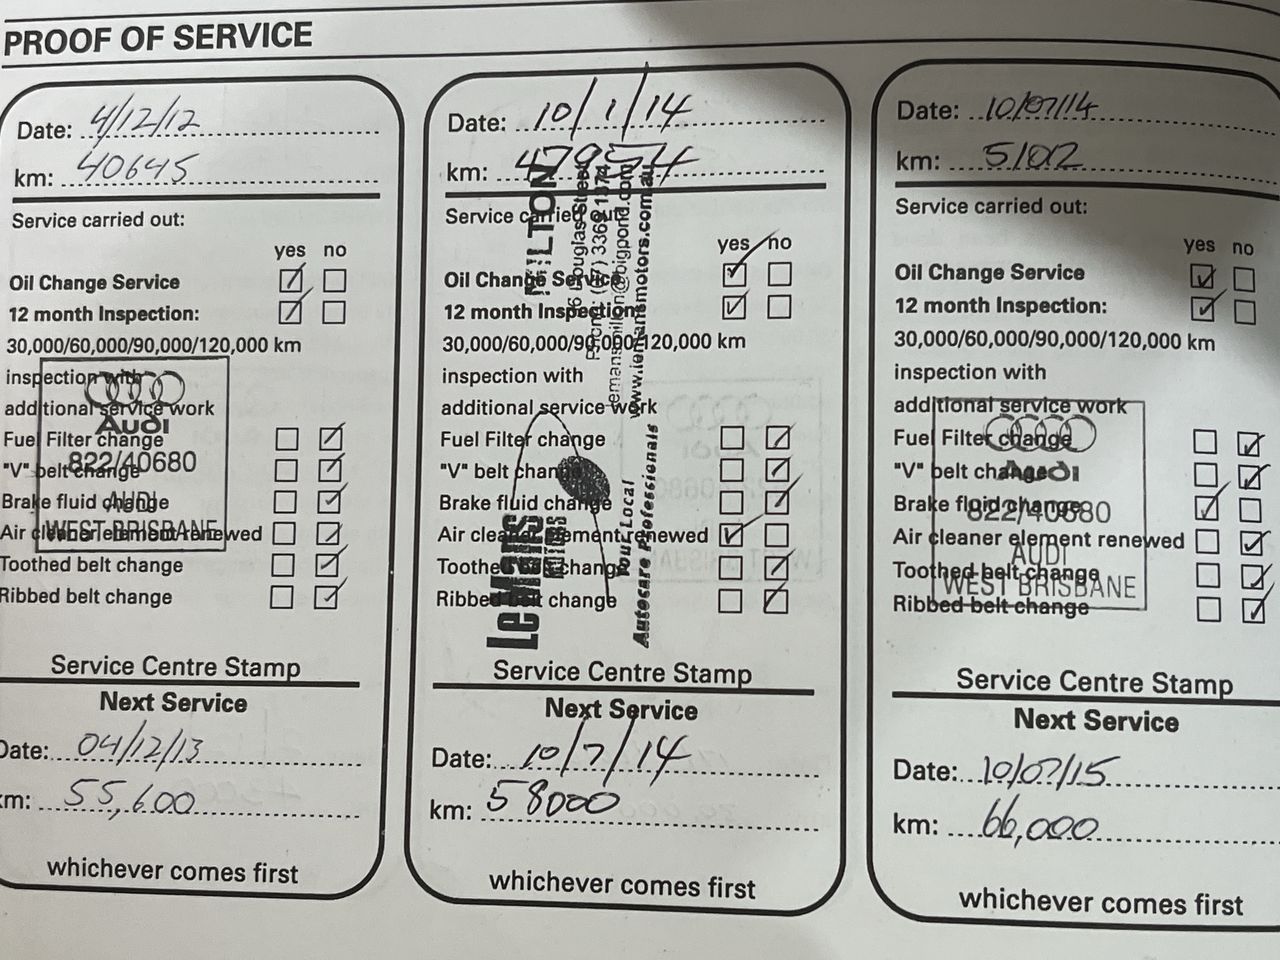 PROOF OF SERVICE
Date: 4/12/12
km: 40645
Service carried out:
yes no
Oil Change Service
12 month Inspection:
30,000/60,000/90,000/120,000 km
inspection with
additional service work
Fuel Filter change
"V" belt change
Brake fluid change
Air cleaner element renewed
Toothed belt change
Ribbed belt change
Audi
822/40680
AUDI
WEST BRISBANE
Service Centre Stamp
Next Service
Date: 04/12/13
km: 55,600
whichever comes first
Date: 10/1/14
km:
Service carried out:
yes no
Oil Change Service
12 month Inspection:
30,000/60,000/90,000/120,000 km
inspection with
additional service work
Fuel Filter change
"V" belt change
Brake fluid change
Air cleaner element renewed
Toothed belt change
Ribbed belt change
LeMans MILTON
Douglas Street
www.lemansmotors.com.au
Your Local
Autocare Professionals
Service Centre Stamp
Next Service
Date: 10/7/14
km: 58000
whichever comes first
Date: 10/07/14
km: 51012
Service carried out:
yes no
Oil Change Service
12 month Inspection:
30,000/60,000/90,000/120,000 km
inspection with
additional service work
Fuel Filter change
"V" belt change
Brake fluid change
Air cleaner element renewed
Toothed belt change
Ribbed belt change
Audi
822/40680
AUDI
WEST BRISBANE
Service Centre Stamp
Next Service
Date: 10/07/15
km: 66,000
whichever comes first